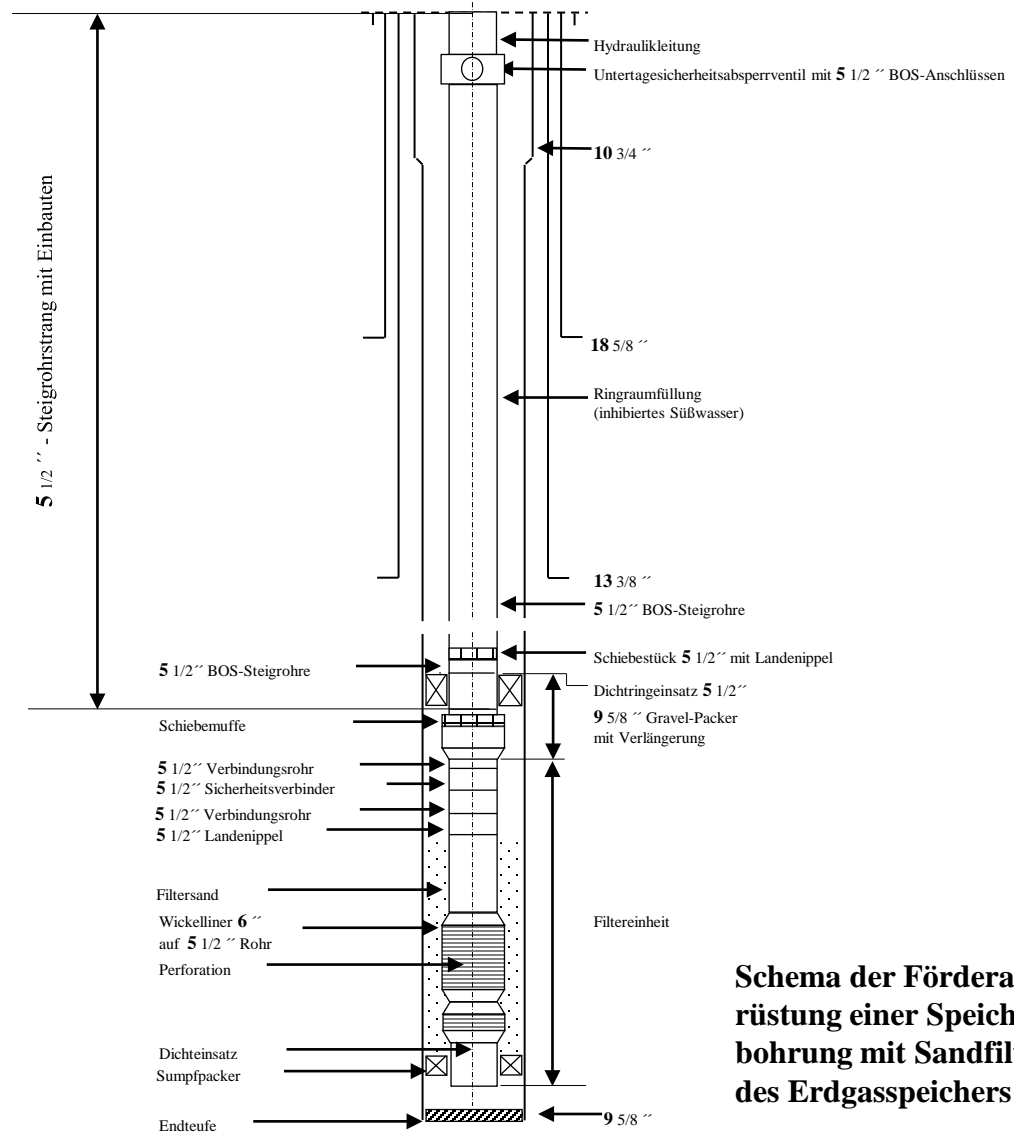 Hydraulikleitung
Untertagesicherheitsabsperrventil mit 5 1/2 ´´ BOS-Anschlüssen
10 3/4 ´´
5 1/2 ´´ - Steigrohrstrang mit Einbauten
18 5/8 ´´
Ringraumfüllung
(inhibiertes Süßwasser)
13 3/8 ´´
5 1/2´´ BOS-Steigrohre
5 1/2´´ BOS-Steigrohre
Schiebestück 5 1/2´´ mit Landenippel
Dichtringeinsatz 5 1/2´´
9 5/8 ´´ Gravel-Packer
mit Verlängerung
Schiebemuffe
5 1/2´´ Verbindungsrohr
5 1/2´´ Sicherheitsverbinder
5 1/2´´ Verbindungsrohr
5 1/2´´ Landenippel
Filtersand
Wickelliner 6 ´´
auf 5 1/2 ´´ Rohr
Perforation
Filtereinheit
Dichteinsatz
Sumpfpacker
Endteufe
9 5/8 ´´
Schema der Fördera
rüstung einer Speich
bohrung mit Sandfil
des Erdgasspeichers